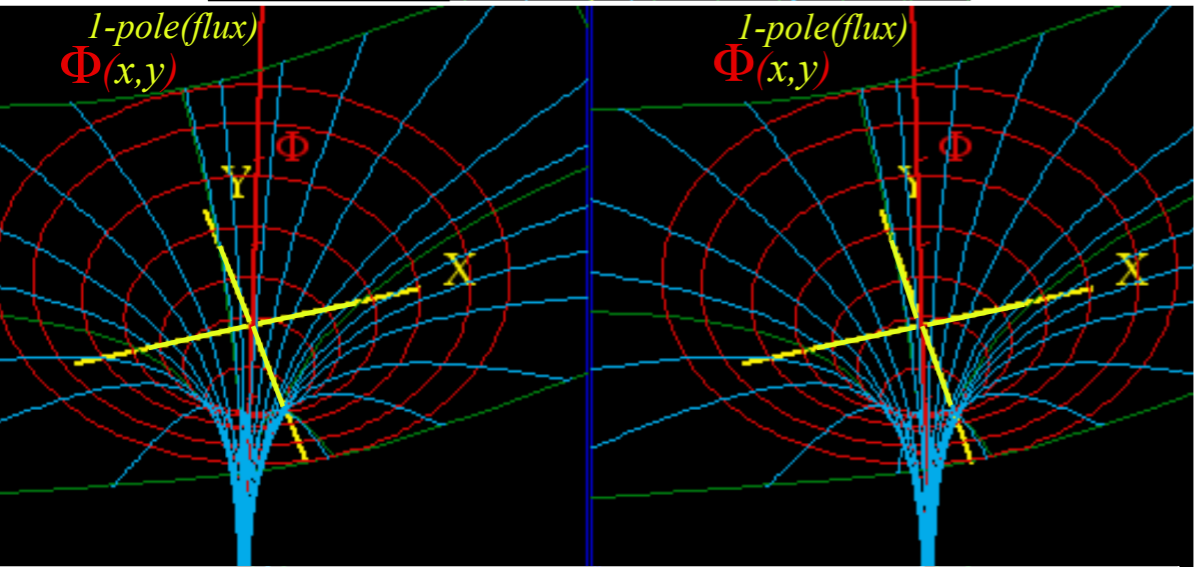 1-pole(flux)
Φ(x,y)
Φ
Y
X
1-pole(flux)
Φ(x,y)
Φ
Y
X